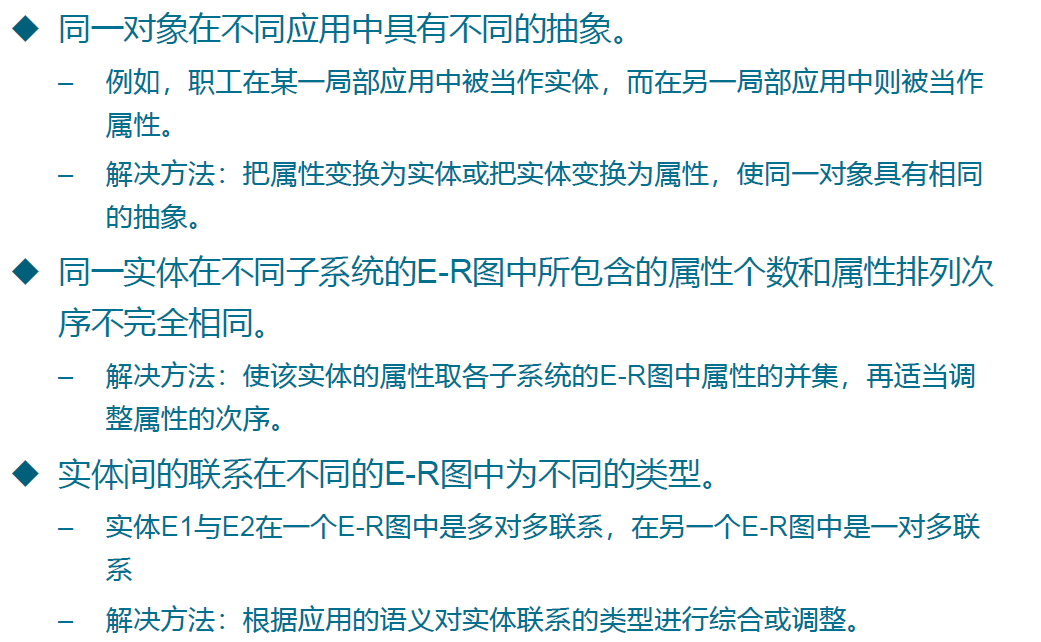 ◆ 同一对象在不同应用中具有不同的抽象。
– 例如，职工在某一局部应用中被当作实体，而在另一局部应用中则被当作
属性。
– 解决方法：把属性变换为实体或把实体变换为属性，使同一对象具有相同
的抽象。
◆ 同一实体在不同子系统的E-R图中所包含的属性个数和属性排列次
序不完全相同。
– 解决方法：使该实体的属性取各子系统的E-R图中属性的并集，再适当调
整属性的次序。
◆ 实体间的联系在不同的E-R图中为不同的类型。
– 实体E1与E2在一个E-R图中是多对多联系，在另一个E-R图中是一对多联
系
– 解决方法：根据应用的语义对实体联系的类型进行综合或调整。